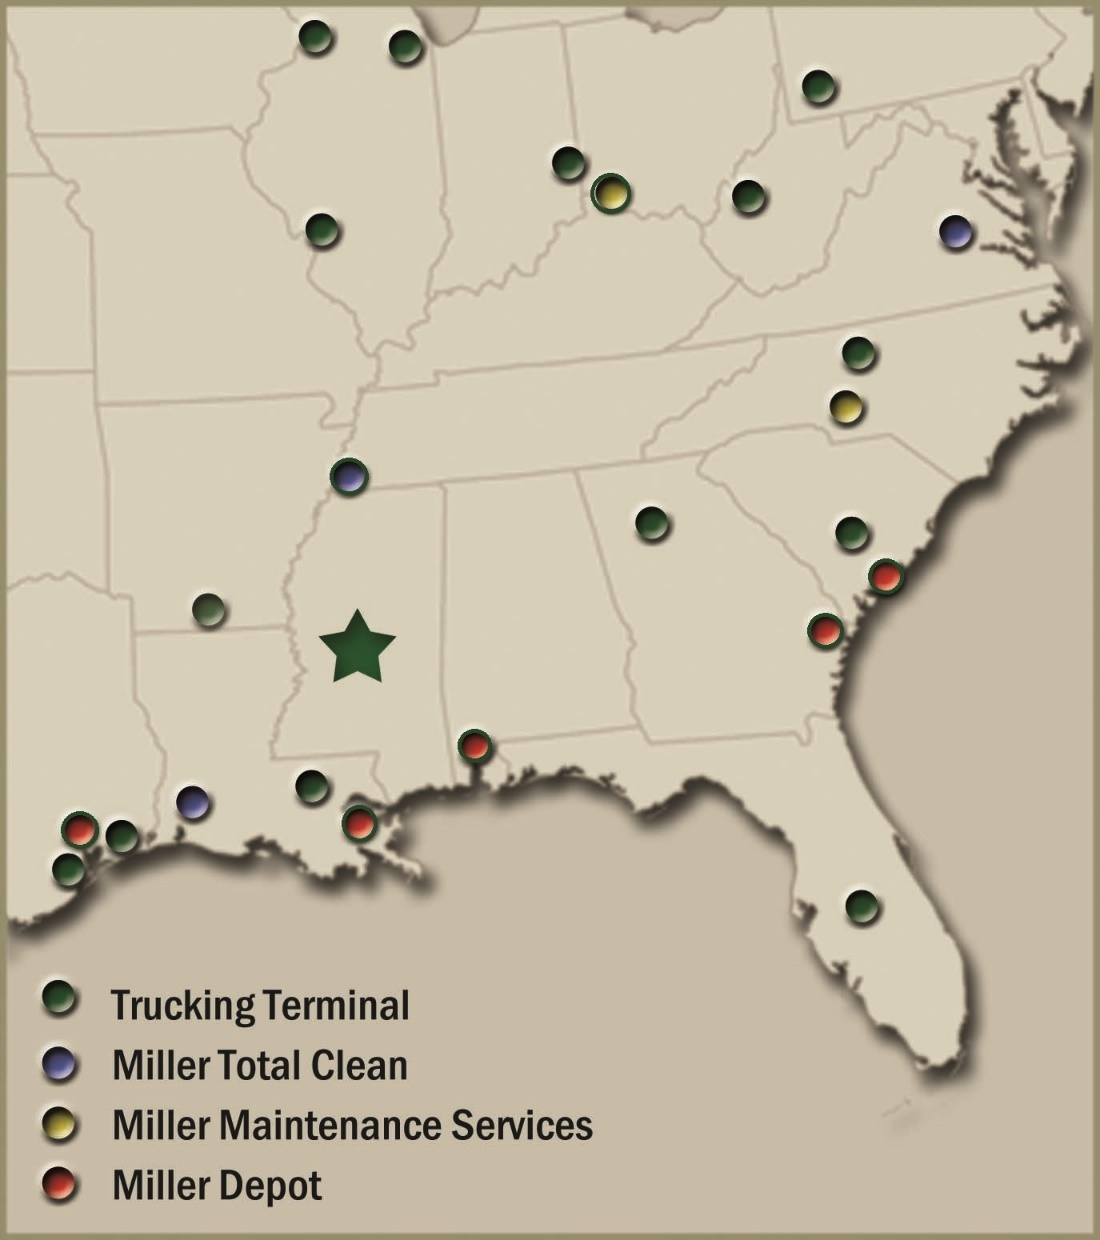 Trucking Terminal
Miller Total Clean
Miller Maintenance Services
Miller Depot